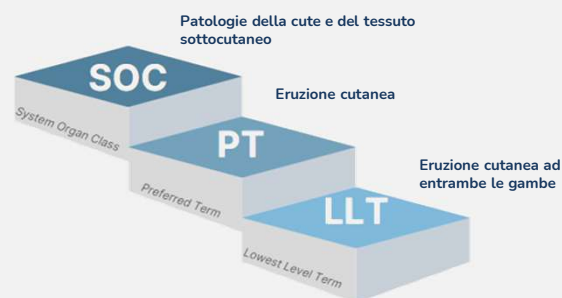 Patologie della cute e del tessuto
sottocutaneo
SOC
System Organ Class
Eruzione cutanea
PT
Preferred Term
Eruzione cutanea ad
entrambe le gambe
LLT
Lowest Level Term